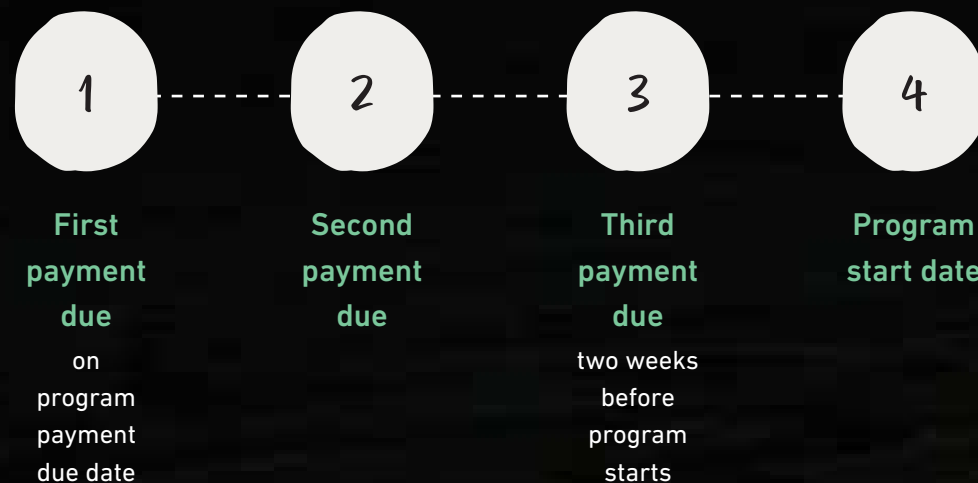 1
2
3
4
First
payment
due
on
program
payment
due date
Second
payment
due
Third
payment
due
two weeks
before
program
starts
Program
start date